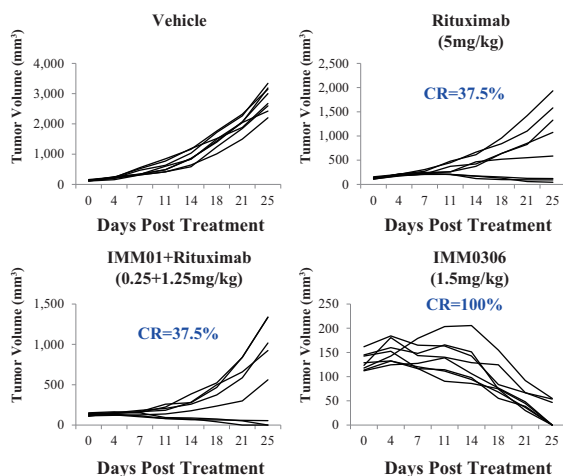 Vehicle
Tumor Volume (mm³)
4,000
3,000
2,000
1,000
0
0 4 7 11 14 18 21 25
Days Post Treatment
Rituximab
(5mg/kg)
CR=37.5%
Tumor Volume (mm³)
2,500
2,000
1,500
1,000
500
0
0 4 7 11 14 18 21 25
Days Post Treatment
IMM01+Rituximab
(0.25+1.25mg/kg)
CR=37.5%
Tumor Volume (mm³)
1,500
1,000
500
0
0 4 7 11 14 18 21 25
Days Post Treatment
IMM0306
(1.5mg/kg)
CR=100%
Tumor Volume (mm³)
250
200
150
100
50
0
0 4 7 11 14 18 21 25
Days Post Treatment